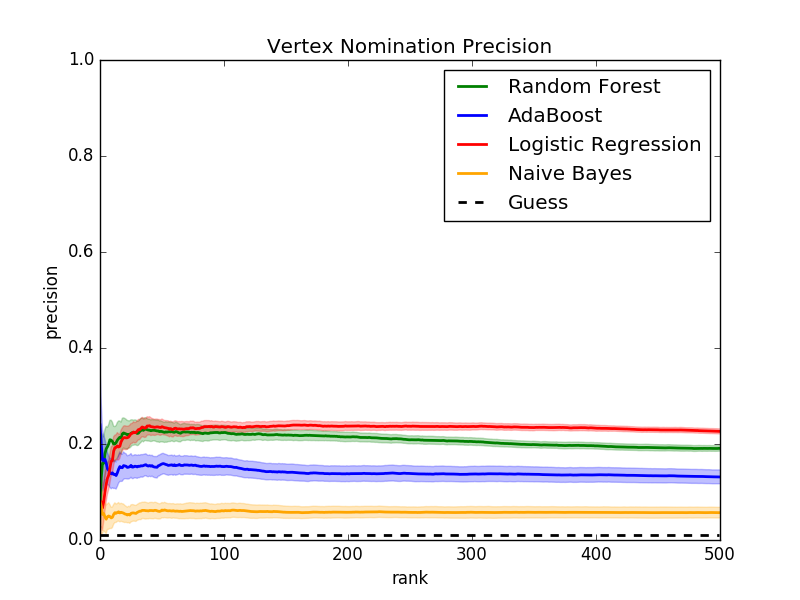 Vertex Nomination Precision
1.0
0.8
0.6
0.4
0.2
0.0
precision
Random Forest
AdaBoost
Logistic Regression
Naive Bayes
Guess
0 100 200 300 400 500
rank